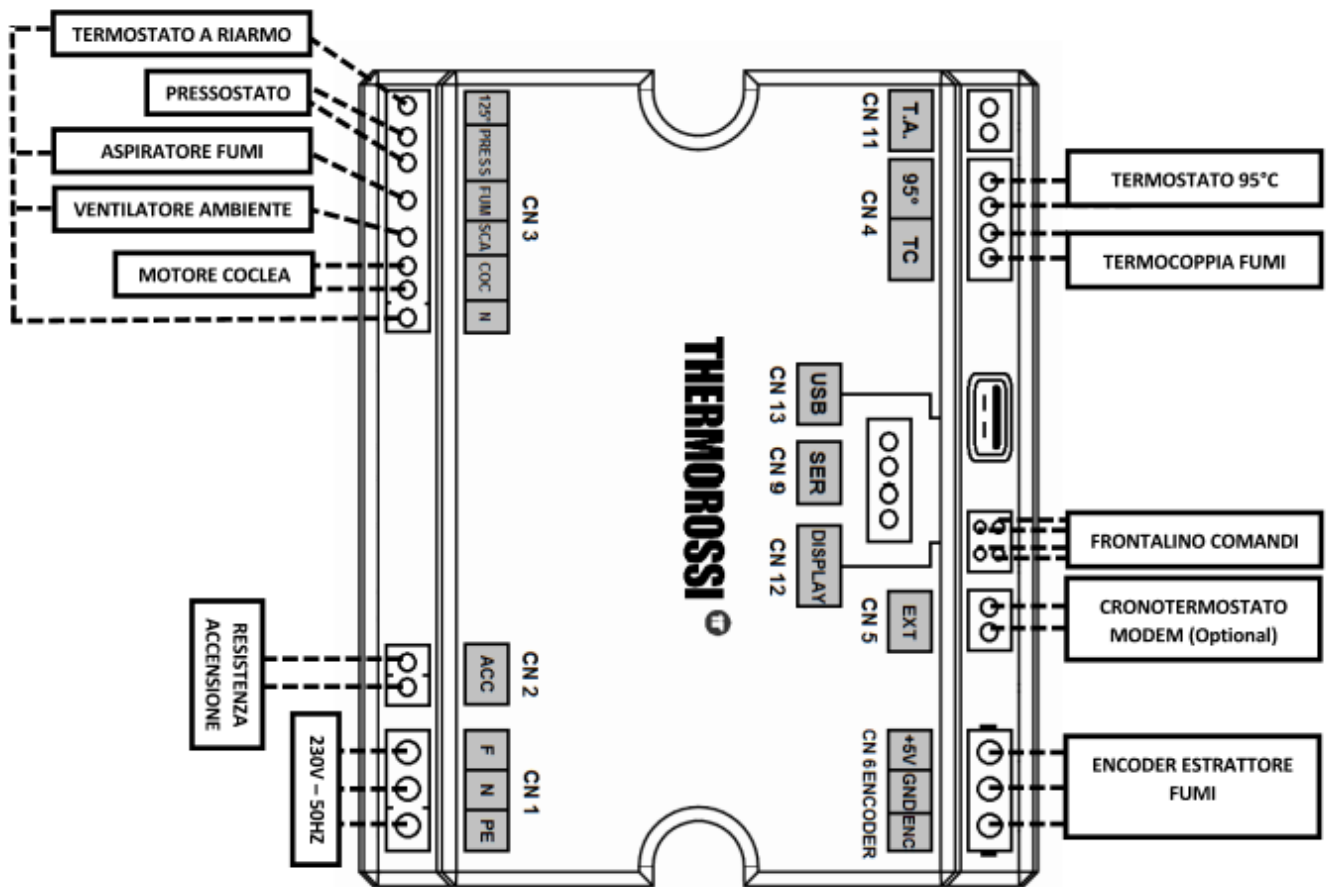 TERMOSTATO A RIARMO
PRESSOSTATO
ASPIRATORE FUMI
VENTILATORE AMBIENTE
MOTORE COCLEA
RESISTENZA
ACCENSIONE
230V – 50HZ
125°
PRESS
FUM
SCA
COC
N
CN 3
ACC
CN 2
F
N
PE
CN 1
THERMOROSSI
CN 11
T.A.
CN 4
95°
TC
CN 13
USB
CN 9
SER
CN 12
DISPLAY
CN 5
EXT
CN 6 ENCODER
+5V
GND
ENC
TERMOSTATO 95°C
TERMOCOPPIA FUMI
FRONTALINO COMANDI
CRONOTERMOSTATO
MODEM (Optional)
ENCODER ESTRATTORE
FUMI